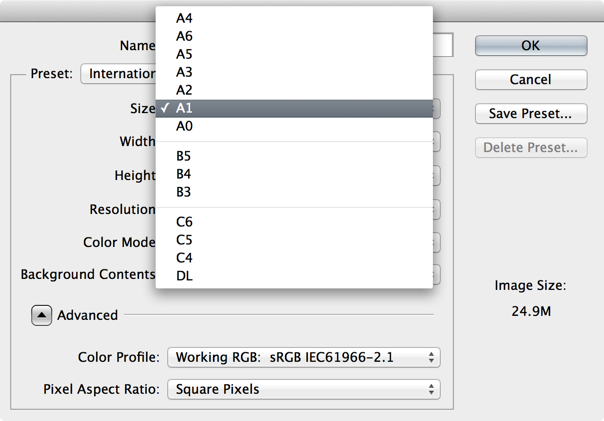 Name
Preset: Internation
Size
Width
Height
Resolution
Color Mode
Background Contents
A4
A6
A5
A3
A2
✓ A1
A0
B5
B4
B3
C6
C5
C4
DL
Advanced
Color Profile: Working RGB: sRGB IEC61966-2.1
Pixel Aspect Ratio: Square Pixels
OK
Cancel
Save Preset...
Delete Preset...
Image Size:
24.9M